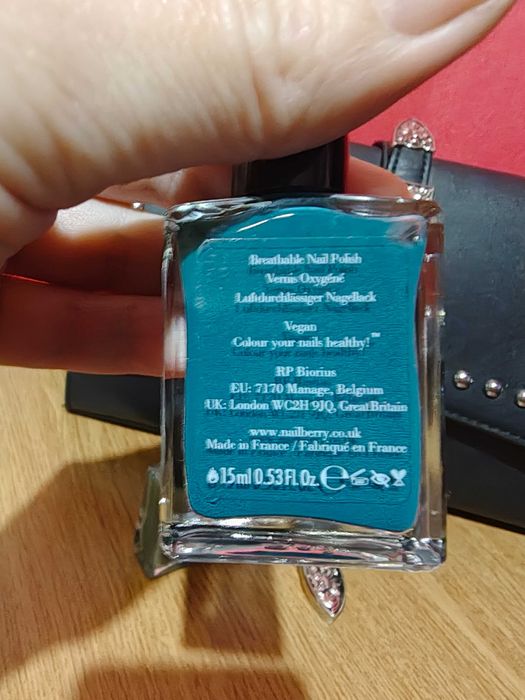 Breathable Nail Polish
Vernis Oxygéné
Luftdurchlässiger Nagellack
Vegan
Colour your nails healthy!™
RP Biorius
EU: 7170 Manage, Belgium
UK: London WC2H 9JQ, Great Britain
www.nailberry.co.uk
Made in France / Fabriqué en France
15ml 0.53Fl.Oz. ℮